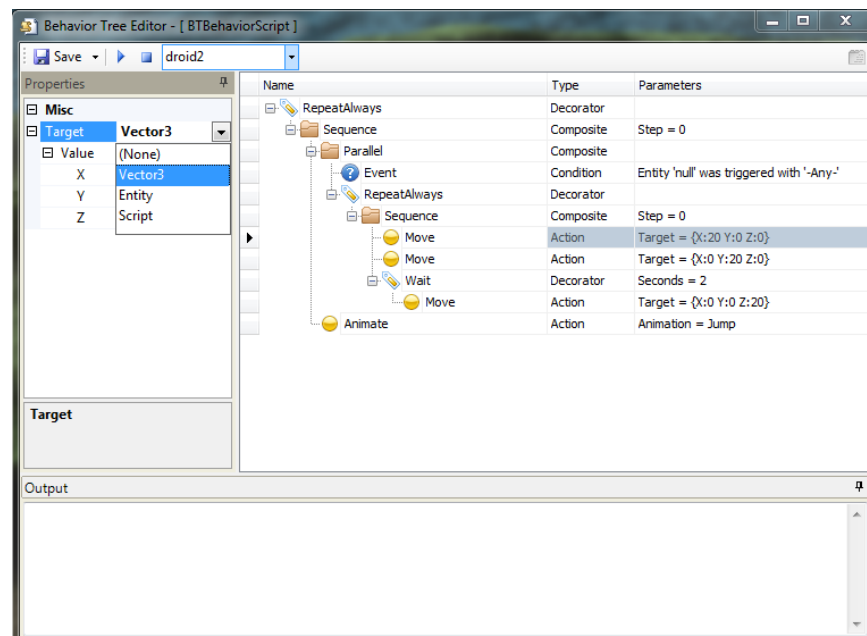 Behavior Tree Editor - [ BTBehaviorScript ]
Save droid2
Properties
Misc
Target Vector3
Value (None)
X Vector3
Y Entity
Z Script
Target
Name Type Parameters
RepeatAlways Decorator
Sequence Composite Step = 0
Parallel Composite
Event Condition Entity 'null' was triggered with '-Any-'
RepeatAlways Decorator
Sequence Composite Step = 0
Move Action Target = {X:20 Y:0 Z:0}
Move Action Target = {X:0 Y:20 Z:0}
Wait Decorator Seconds = 2
Move Action Target = {X:0 Y:0 Z:20}
Animate Action Animation = Jump
Output